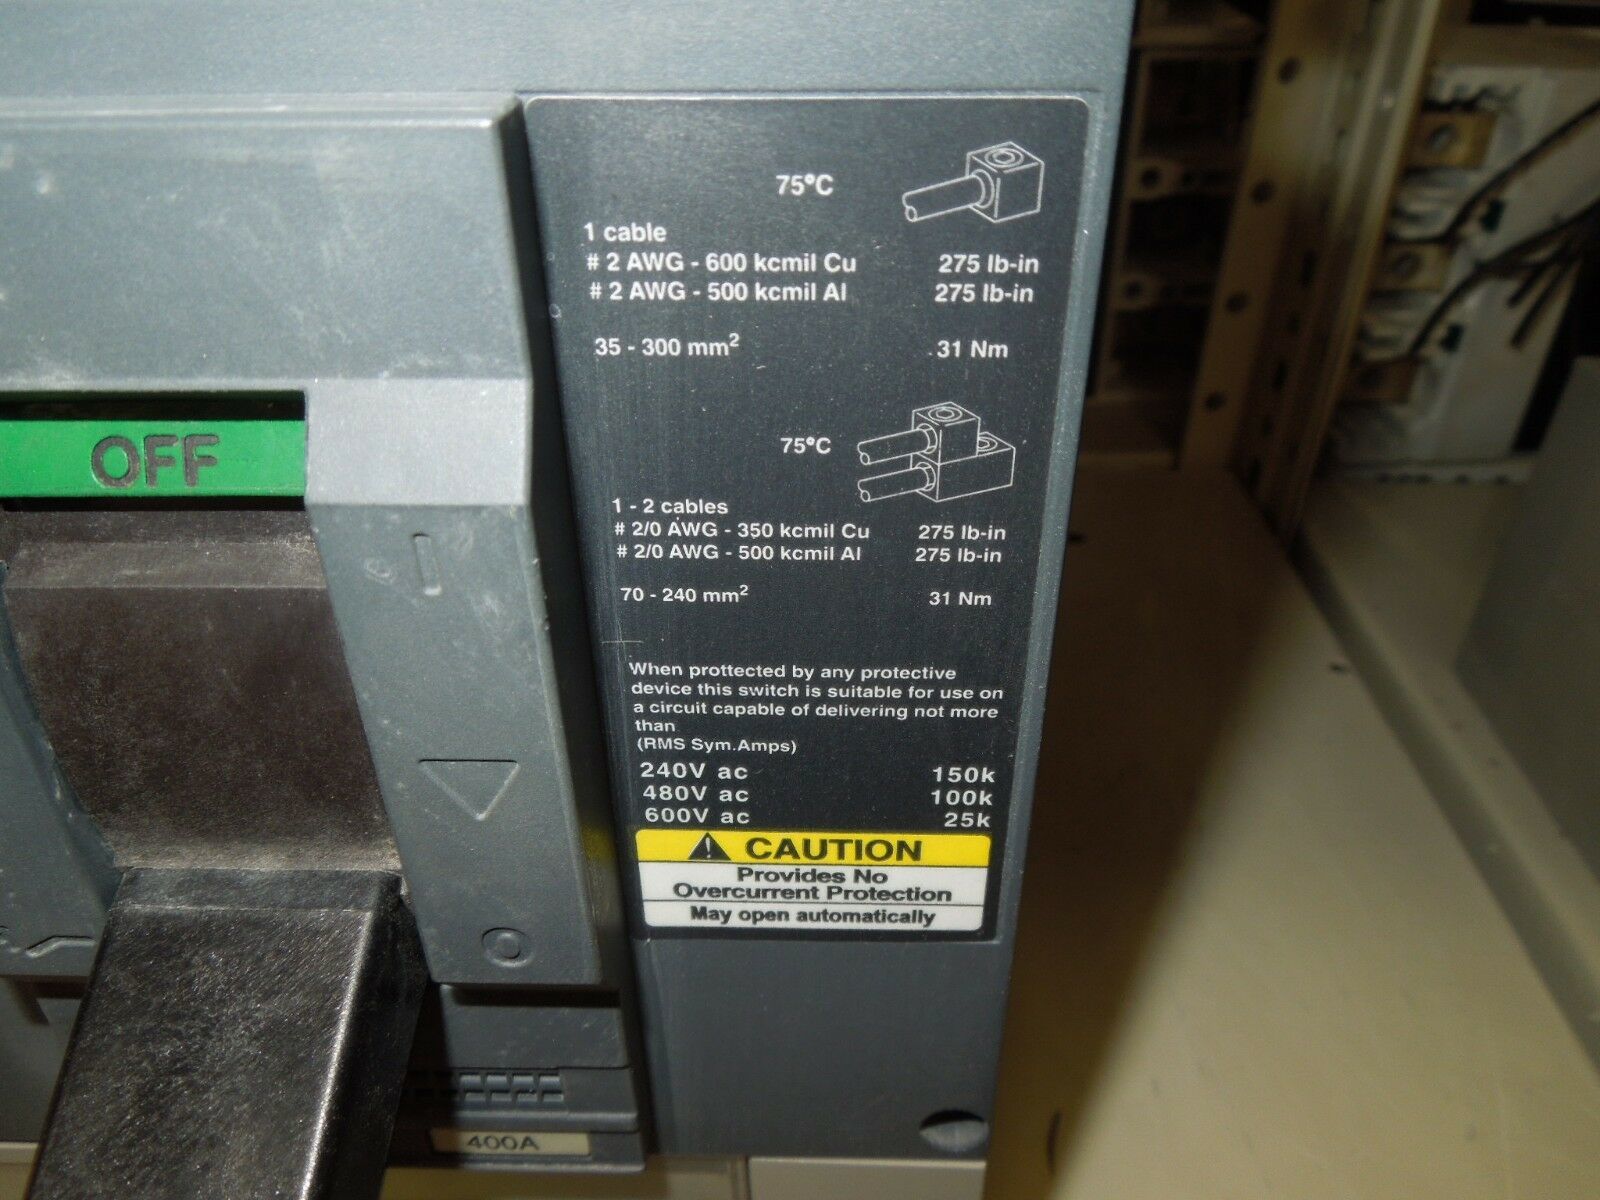 75°C
1 cable
# 2 AWG - 600 kcmil Cu 275 lb-in
# 2 AWG - 500 kcmil Al 275 lb-in
35 - 300 mm² 31 Nm
75°C
1 - 2 cables
# 2/0 AWG - 350 kcmil Cu 275 lb-in
# 2/0 AWG - 500 kcmil Al 275 lb-in
70 - 240 mm² 31 Nm
When prottected by any protective
device this switch is suitable for use on
a circuit capable of delivering not more
than
(RMS Sym.Amps)
240V ac 150k
480V ac 100k
600V ac 25k
CAUTION
Provides No
Overcurrent Protection
May open automatically
OFF
I
O
400A